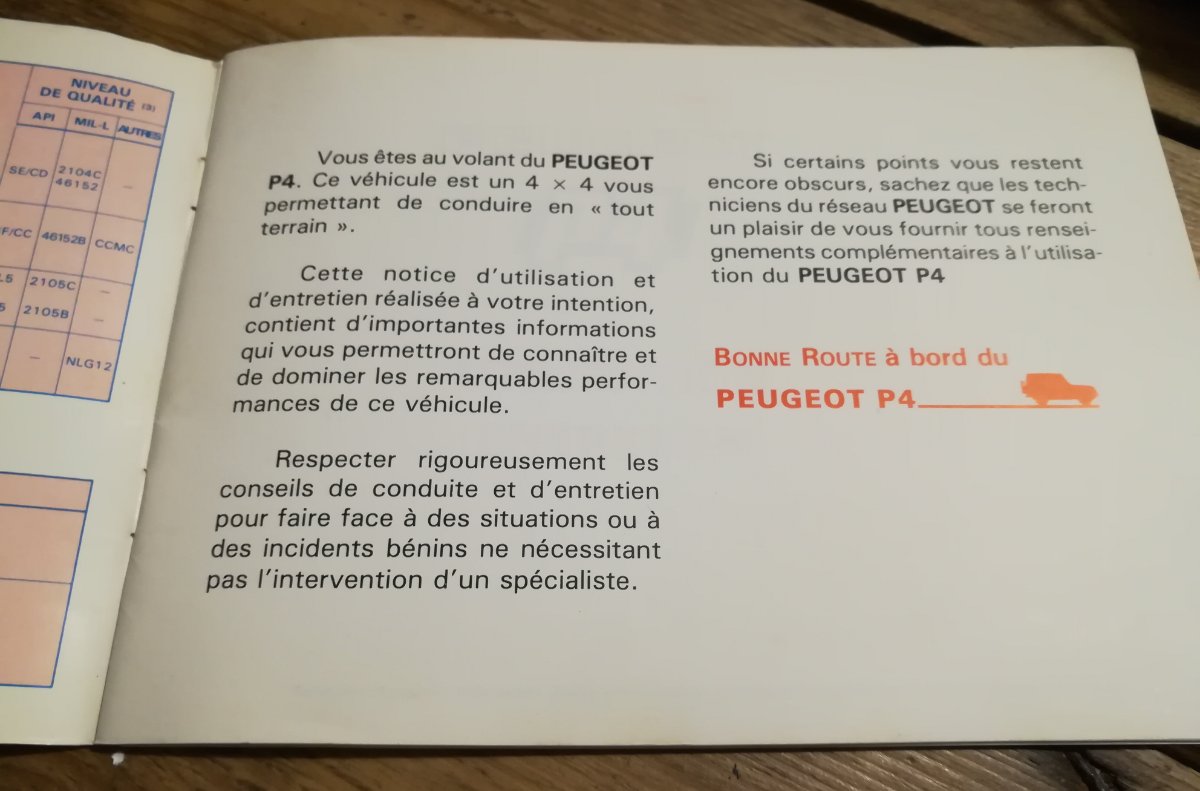 NIVEAU
DE QUALITÉ (3)
API MIL-L AUTRES
SE/CD 2104C
46152 –
F/CC 46152B CCMC
5 2105C –
5 2105B –
– NLG12
Vous êtes au volant du PEUGEOT
P4. Ce véhicule est un 4 × 4 vous
permettant de conduire en « tout
terrain ».
Cette notice d'utilisation et
d'entretien réalisée à votre intention,
contient d'importantes informations
qui vous permettront de connaître et
de dominer les remarquables perfor-
mances de ce véhicule.
Respecter rigoureusement les
conseils de conduite et d'entretien
pour faire face à des situations ou à
des incidents bénins ne nécessitant
pas l'intervention d'un spécialiste.
Si certains points vous restent
encore obscurs, sachez que les tech-
niciens du réseau PEUGEOT se feront
un plaisir de vous fournir tous rensei-
gnements complémentaires à l'utilisa-
tion du PEUGEOT P4
BONNE ROUTE à bord du
PEUGEOT P4